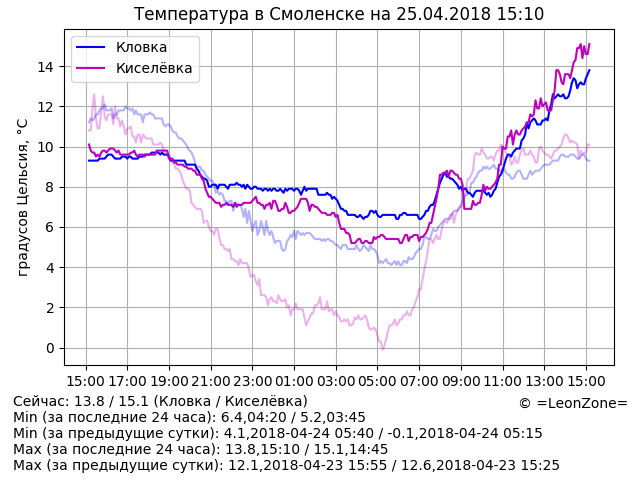 Температура в Смоленске на 25.04.2018 15:10
Кловка
Киселёвка
градусов Цельсия, °C
14
12
10
8
6
4
2
0
15:00 17:00 19:00 21:00 23:00 01:00 03:00 05:00 07:00 09:00 11:00 13:00 15:00
Сейчас: 13.8 / 15.1 (Кловка / Киселёвка)
© =LeonZone=
Min (за последние 24 часа): 6.4,04:20 / 5.2,03:45
Min (за предыдущие сутки): 4.1,2018-04-24 05:40 / -0.1,2018-04-24 05:15
Max (за последние 24 часа): 13.8,15:10 / 15.1,14:45
Max (за предыдущие сутки): 12.1,2018-04-23 15:55 / 12.6,2018-04-23 15:25